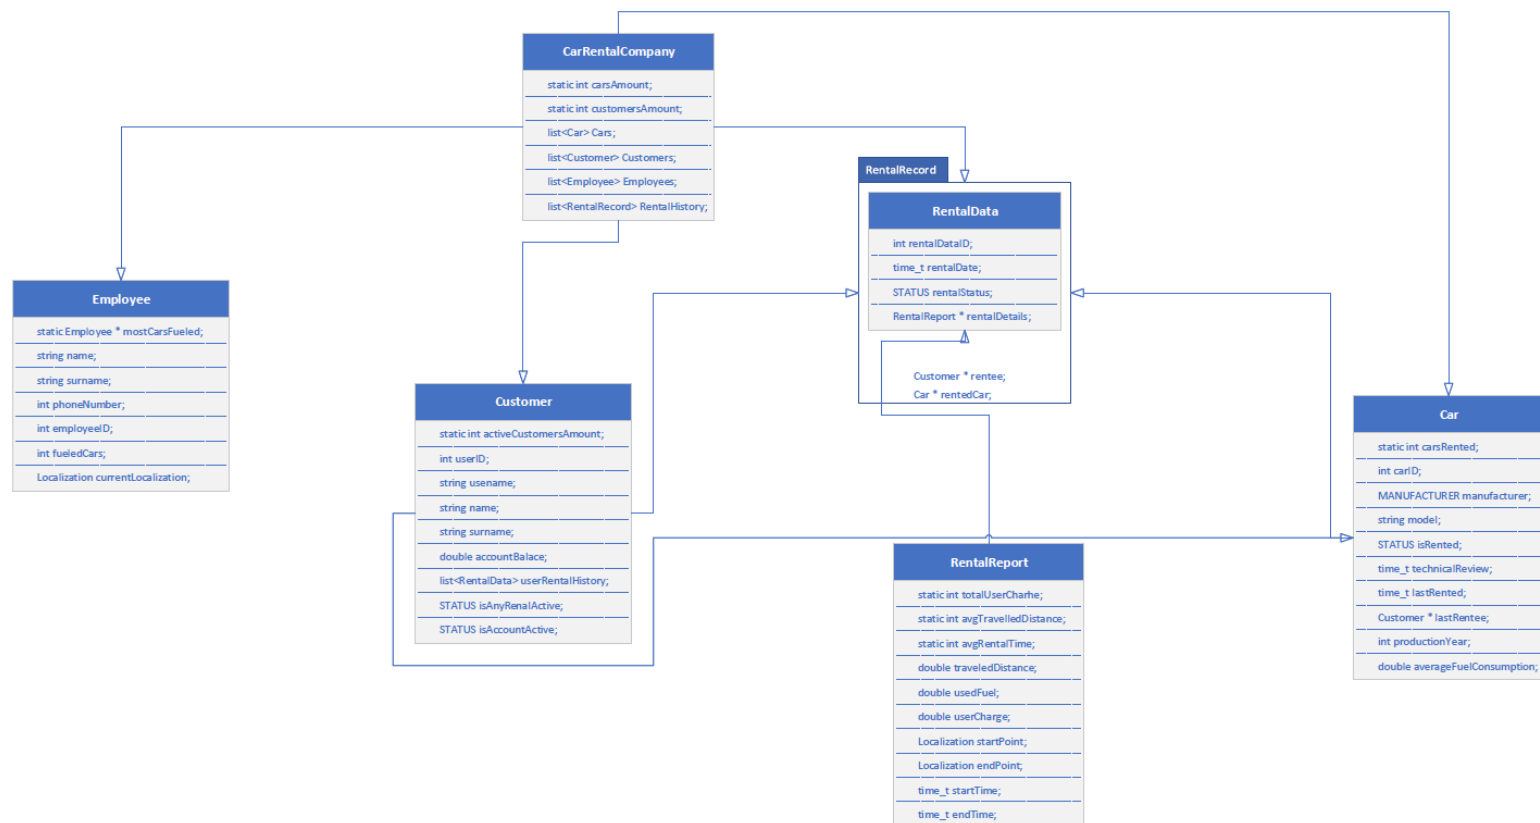 CarRentalCompany
static int carsAmount;
static int customersAmount;
list<Car> Cars;
list<Customer> Customers;
list<Employee> Employees;
list<RentalRecord> RentalHistory;
RentalRecord
RentalData
int rentalDataID;
time_t rentalDate;
STATUS rentalStatus;
RentalReport * rentalDetails;
Customer * rentee;
Car * rentedCar;
Employee
static Employee * mostCarsFueled;
string name;
string surname;
int phoneNumber;
int employeeID;
int fueledCars;
Localization currentLocalization;
Customer
static int activeCustomersAmount;
int userID;
string usename;
string name;
string surname;
double accountBalace;
list<RentalData> userRentalHistory;
STATUS isAnyRenalActive;
STATUS isAccountActive;
Car
static int carsRented;
int carID;
MANUFACTURER manufacturer;
string model;
STATUS isRented;
time_t technicalReview;
time_t lastRented;
Customer * lastRentee;
int productionYear;
double averageFuelConsumption;
RentalReport
static int totalUserCharhe;
static int avgTravelledDistance;
static int avgRentalTime;
double traveledDistance;
double usedFuel;
double userCharge;
Localization startPoint;
Localization endPoint;
time_t startTime;
time_t endTime;